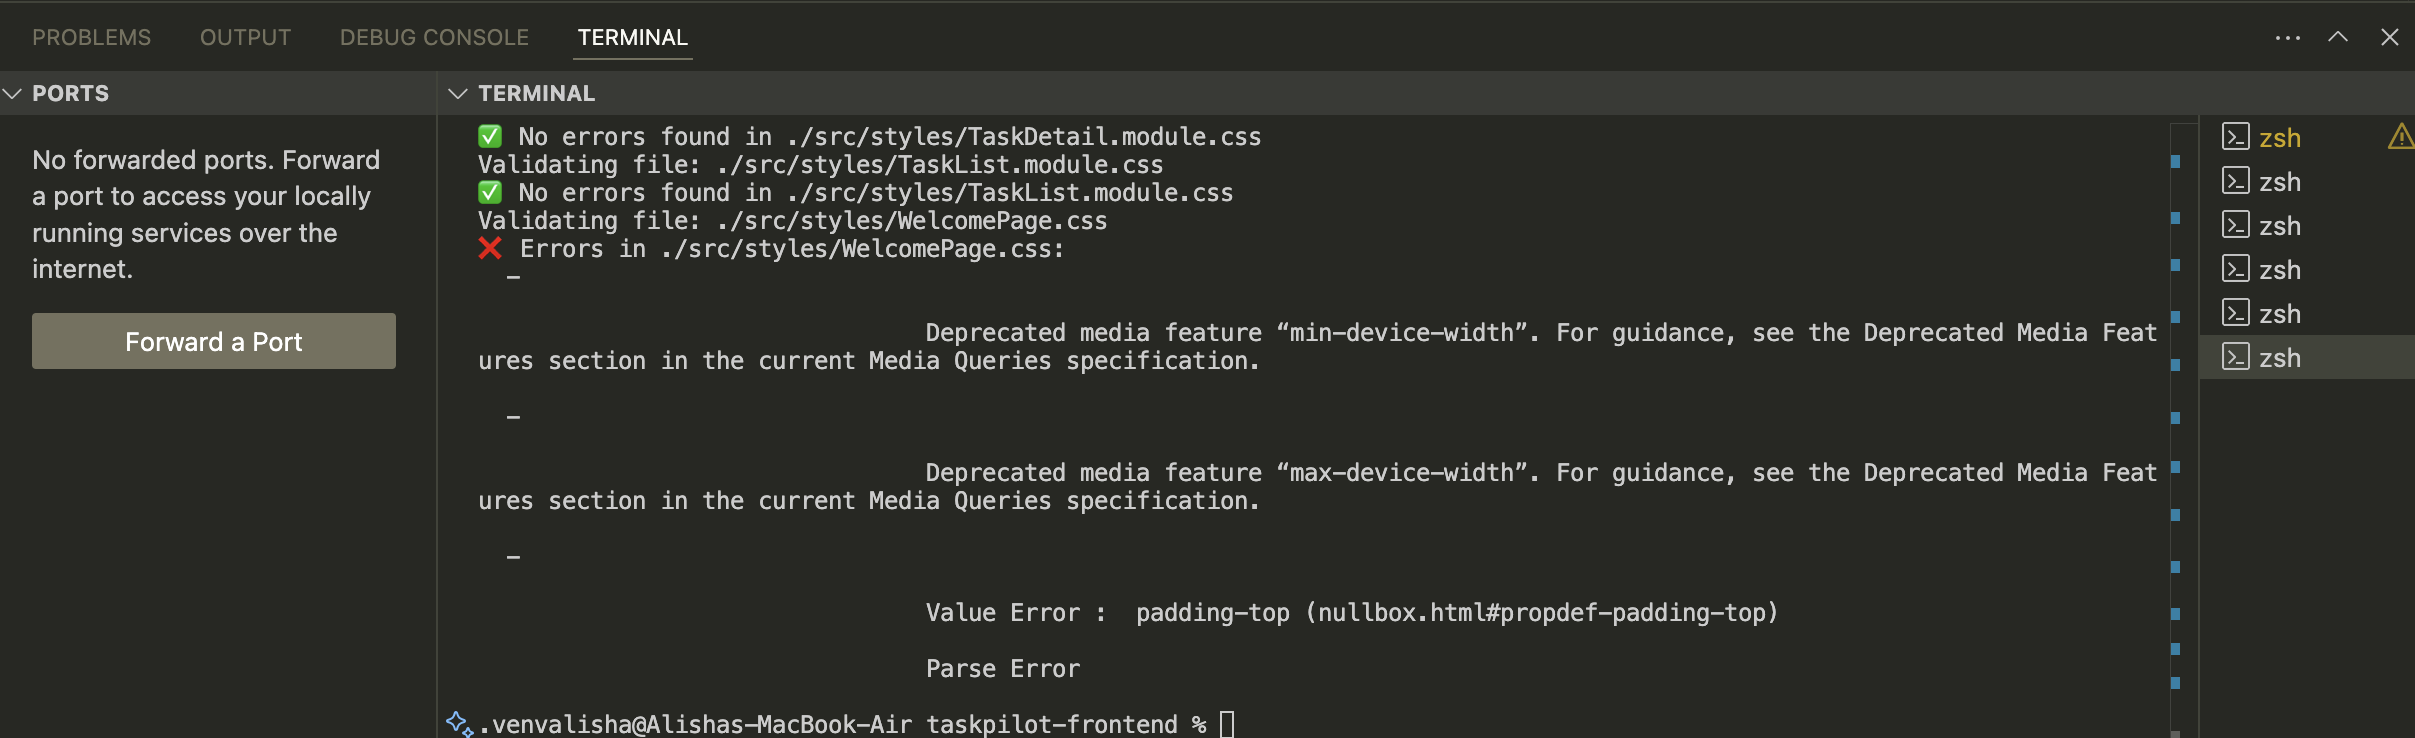 PROBLEMS OUTPUT DEBUG CONSOLE TERMINAL
PORTS
No forwarded ports. Forward
a port to access your locally
running services over the
internet.
Forward a Port
TERMINAL
✅ No errors found in ./src/styles/TaskDetail.module.css
Validating file: ./src/styles/TaskList.module.css
✅ No errors found in ./src/styles/TaskList.module.css
Validating file: ./src/styles/WelcomePage.css
❌ Errors in ./src/styles/WelcomePage.css:
-
Deprecated media feature “min-device-width”. For guidance, see the Deprecated Media Feat
ures section in the current Media Queries specification.
-
Deprecated media feature “max-device-width”. For guidance, see the Deprecated Media Feat
ures section in the current Media Queries specification.
-
Value Error : padding-top (nullbox.html#propdef-padding-top)
Parse Error
.venvalisha@Alishas-MacBook-Air taskpilot-frontend %
zsh
zsh
zsh
zsh
zsh
zsh